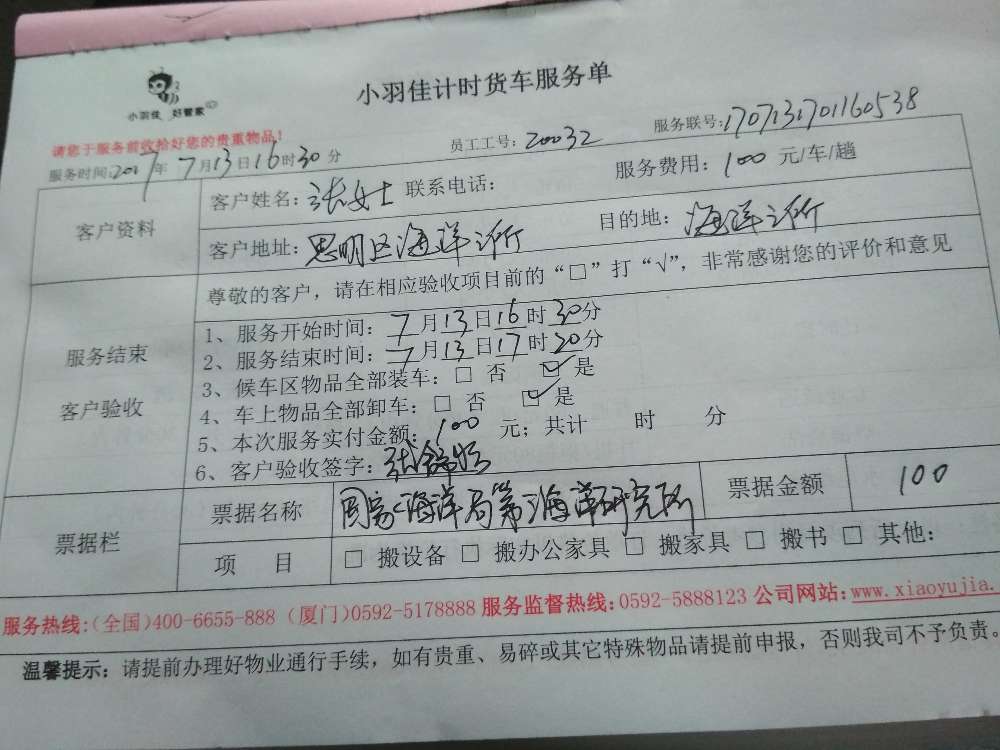 小羽佳 好管家
小羽佳计时货车服务单
请您于服务前收拾好您的贵重物品!
服务时间:2017年7月13日16时30分 员工工号:20032 服务联号:1707131701160538
客户资料
客户姓名:张女士 联系电话: 服务费用:100 元/车/趟
客户地址:思明区海洋三所 目的地:海洋三所
服务结束
客户验收
尊敬的客户,请在相应验收项目前的“□”打“√”,非常感谢您的评价和意见
1、服务开始时间:7月13日16时30分
2、服务结束时间:7月13日17时20分
3、候车区物品全部装车:□ 否 ☑是
4、车上物品全部卸车:□ 否 ☑是
5、本次服务实付金额:100 元;共计 时 分
6、客户验收签字:张
票据栏
票据名称 国家海洋局第三海洋研究所 票据金额 100
项 目 □ 搬设备 □ 搬办公家具 □ 搬家具 □ 搬书 □ 其他:
服务热线:(全国)400-6655-888 (厦门)0592-5178888 服务监督热线:0592-5888123 公司网站:www.xiaoyujia.
温馨提示:请提前办理好物业通行手续,如有贵重、易碎或其它特殊物品请提前申报,否则我司不予负责。